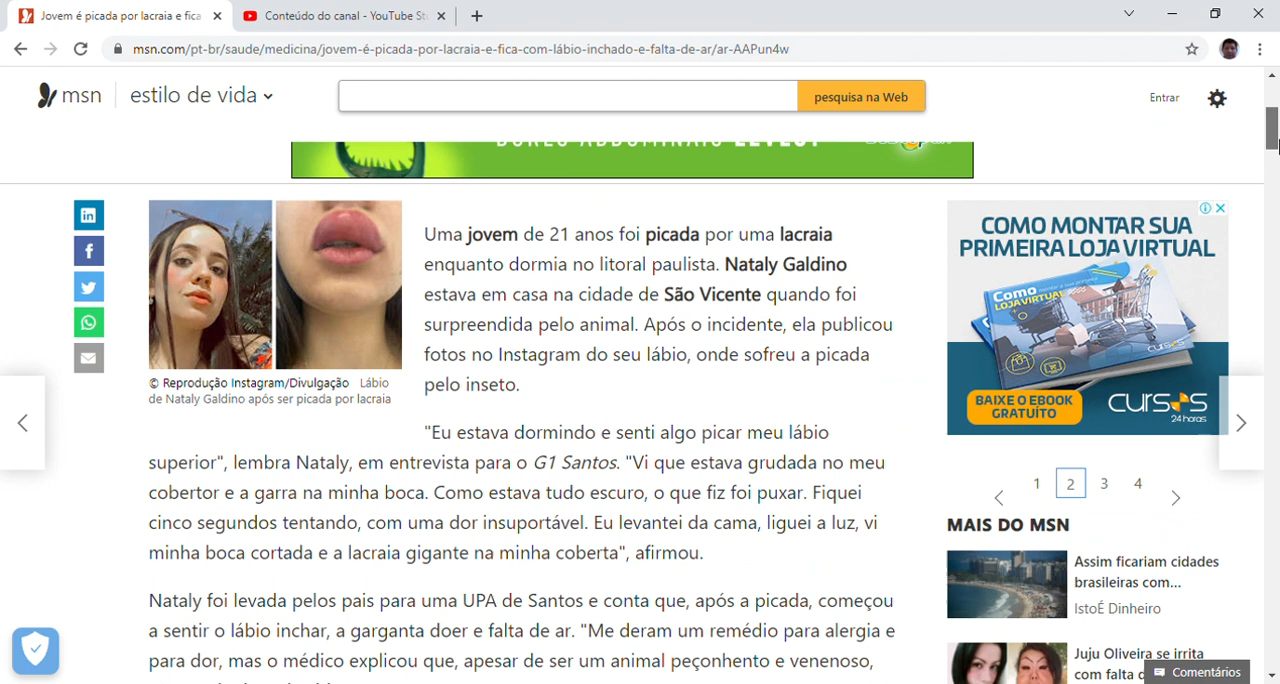 Jovem é picada por lacraia e fica
Conteúdo do canal - YouTube St
msn.com/pt-br/saude/medicina/jovem-é-picada-por-lacraia-e-fica-com-lábio-inchado-e-falta-de-ar/ar-AAPun4w
msn
estilo de vida
pesquisa na Web
Entrar
DORES ABDOMINAIS
Uma jovem de 21 anos foi picada por uma lacraia
enquanto dormia no litoral paulista. Nataly Galdino
estava em casa na cidade de São Vicente quando foi
surpreendida pelo animal. Após o incidente, ela publicou
fotos no Instagram do seu lábio, onde sofreu a picada
pelo inseto.
© Reprodução Instagram/Divulgação Lábio
de Nataly Galdino após ser picada por lacraia
"Eu estava dormindo e senti algo picar meu lábio
superior", lembra Nataly, em entrevista para o G1 Santos. "Vi que estava grudada no meu
cobertor e a garra na minha boca. Como estava tudo escuro, o que fiz foi puxar. Fiquei
cinco segundos tentando, com uma dor insuportável. Eu levantei da cama, liguei a luz, vi
minha boca cortada e a lacraia gigante na minha coberta", afirmou.
Nataly foi levada pelos pais para uma UPA de Santos e conta que, após a picada, começou
a sentir o lábio inchar, a garganta doer e falta de ar. "Me deram um remédio para alergia e
para dor, mas o médico explicou que, apesar de ser um animal peçonhento e venenoso,
COMO MONTAR SUA
PRIMEIRA LOJA VIRTUAL
Como
montar
LOJA VIRTUAL
BAIXE O EBOOK
GRATUÍTO
CURSOS
24 horas
1 2 3 4
MAIS DO MSN
Assim ficariam cidades
brasileiras com...
IstoÉ Dinheiro
Juju Oliveira se irrita
com falta d
Comentários